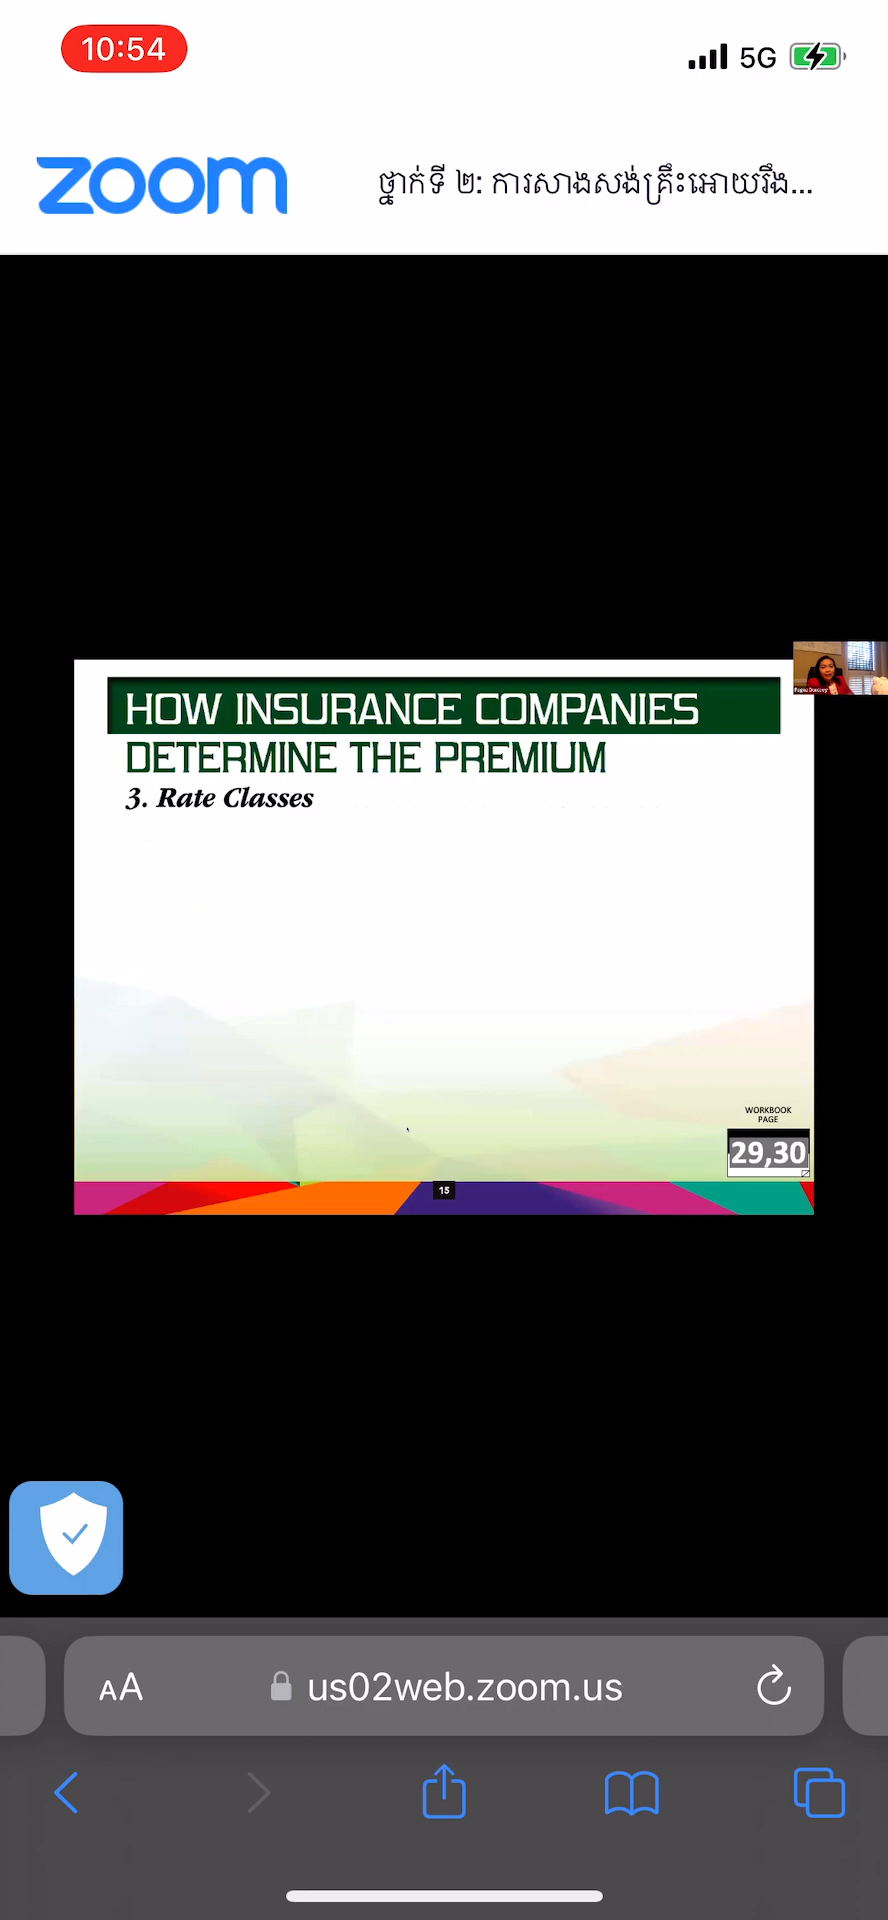 10:54
5G
zoom
ថ្នាក់ទី ២: ការសាងសង់គ្រឹះអោយរឹង...
HOW INSURANCE COMPANIES
DETERMINE THE PREMIUM
3. Rate Classes
WORKBOOK
PAGE
29,30
15
AA
us02web.zoom.us